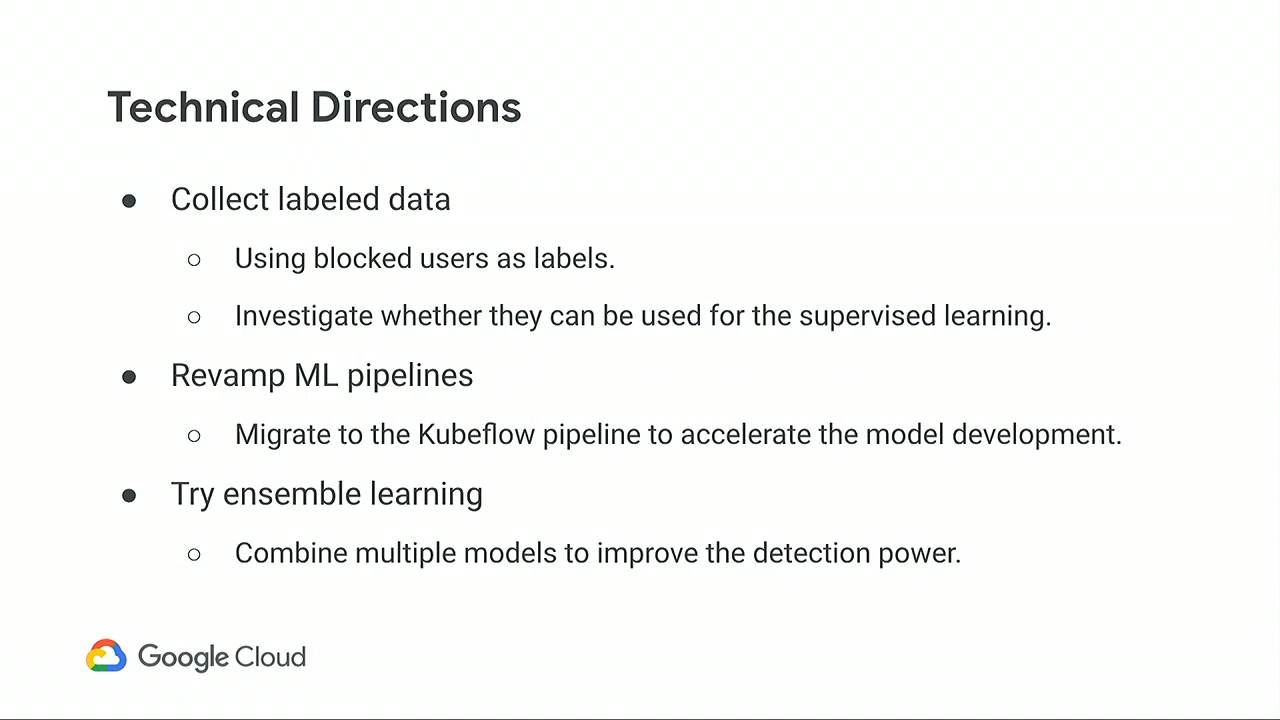 Technical Directions
● Collect labeled data
○ Using blocked users as labels.
○ Investigate whether they can be used for the supervised learning.
● Revamp ML pipelines
○ Migrate to the Kubeflow pipeline to accelerate the model development.
● Try ensemble learning
○ Combine multiple models to improve the detection power.
Google Cloud